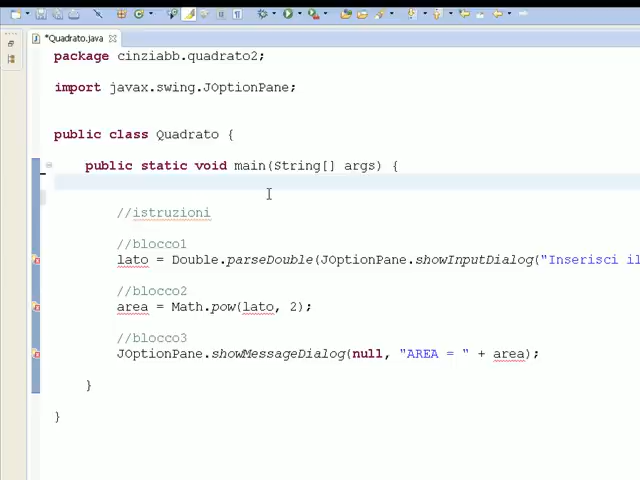 *Quadrato.java
package cinziabb.quadrato2;
import javax.swing.JOptionPane;
public class Quadrato {
public static void main(String[] args) {
//istruzioni
//blocco1
lato = Double.parseDouble(JOptionPane.showInputDialog("Inserisci il
//blocco2
area = Math.pow(lato, 2);
//blocco3
JOptionPane.showMessageDialog(null, "AREA = " + area);
}
}